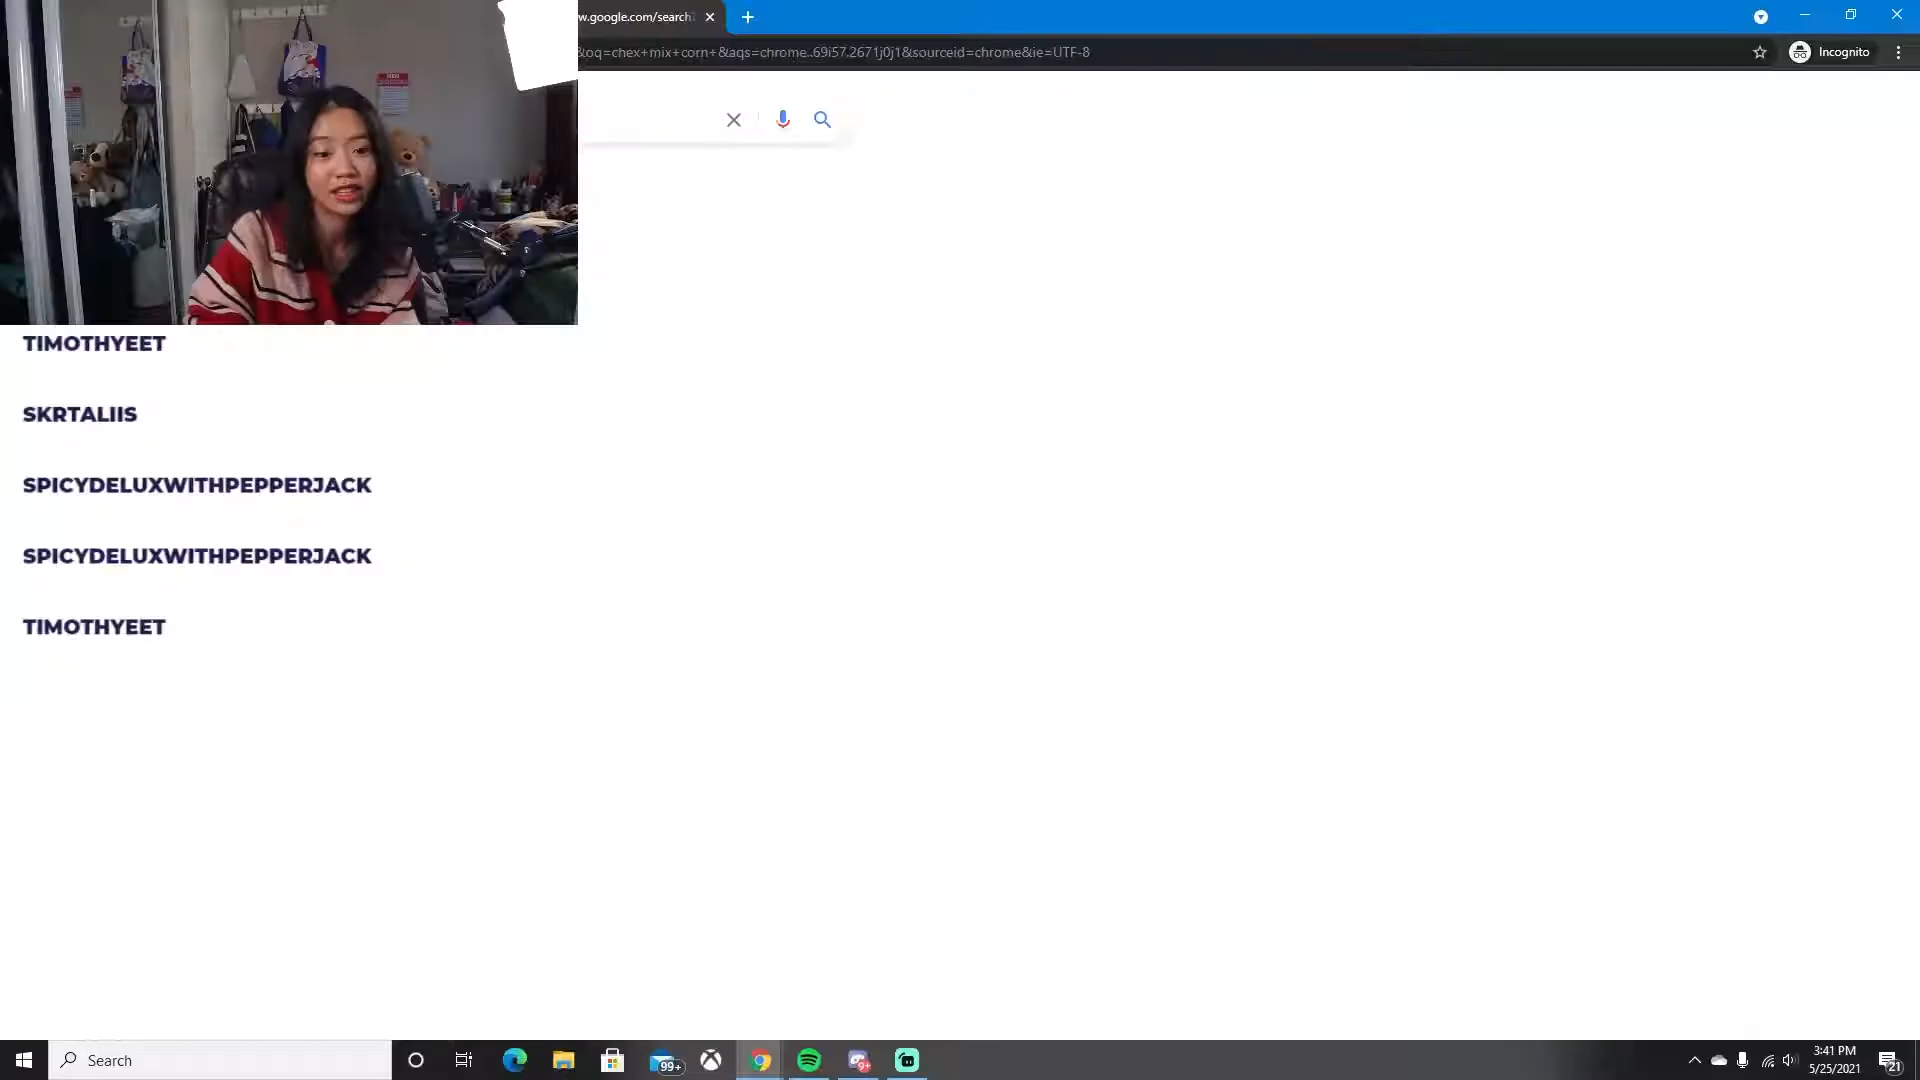 w.google.com/search?
&oq=chex+mix+corn+&aqs=chrome..69i57.2671j0j1&sourceid=chrome&ie=UTF-8
Incognito
TIMOTHYEET
SKRTALIIS
SPICYDELUXWITHPEPPERJACK
SPICYDELUXWITHPEPPERJACK
TIMOTHYEET
Search
99+
9+
3:41 PM
5/25/2021
21